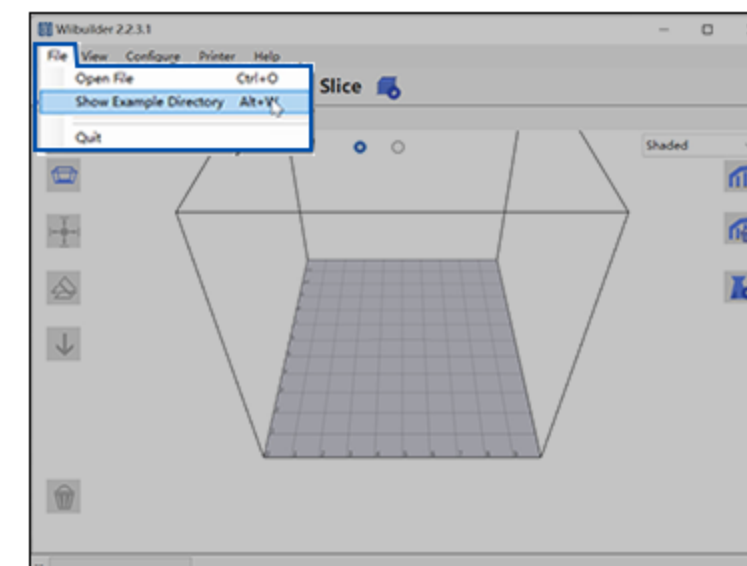 Wiibuilder 2.2.3.1
File View Configure Printer Help
Open File Ctrl+O
Show Example Directory Alt+W
Quit
Slice
Shaded